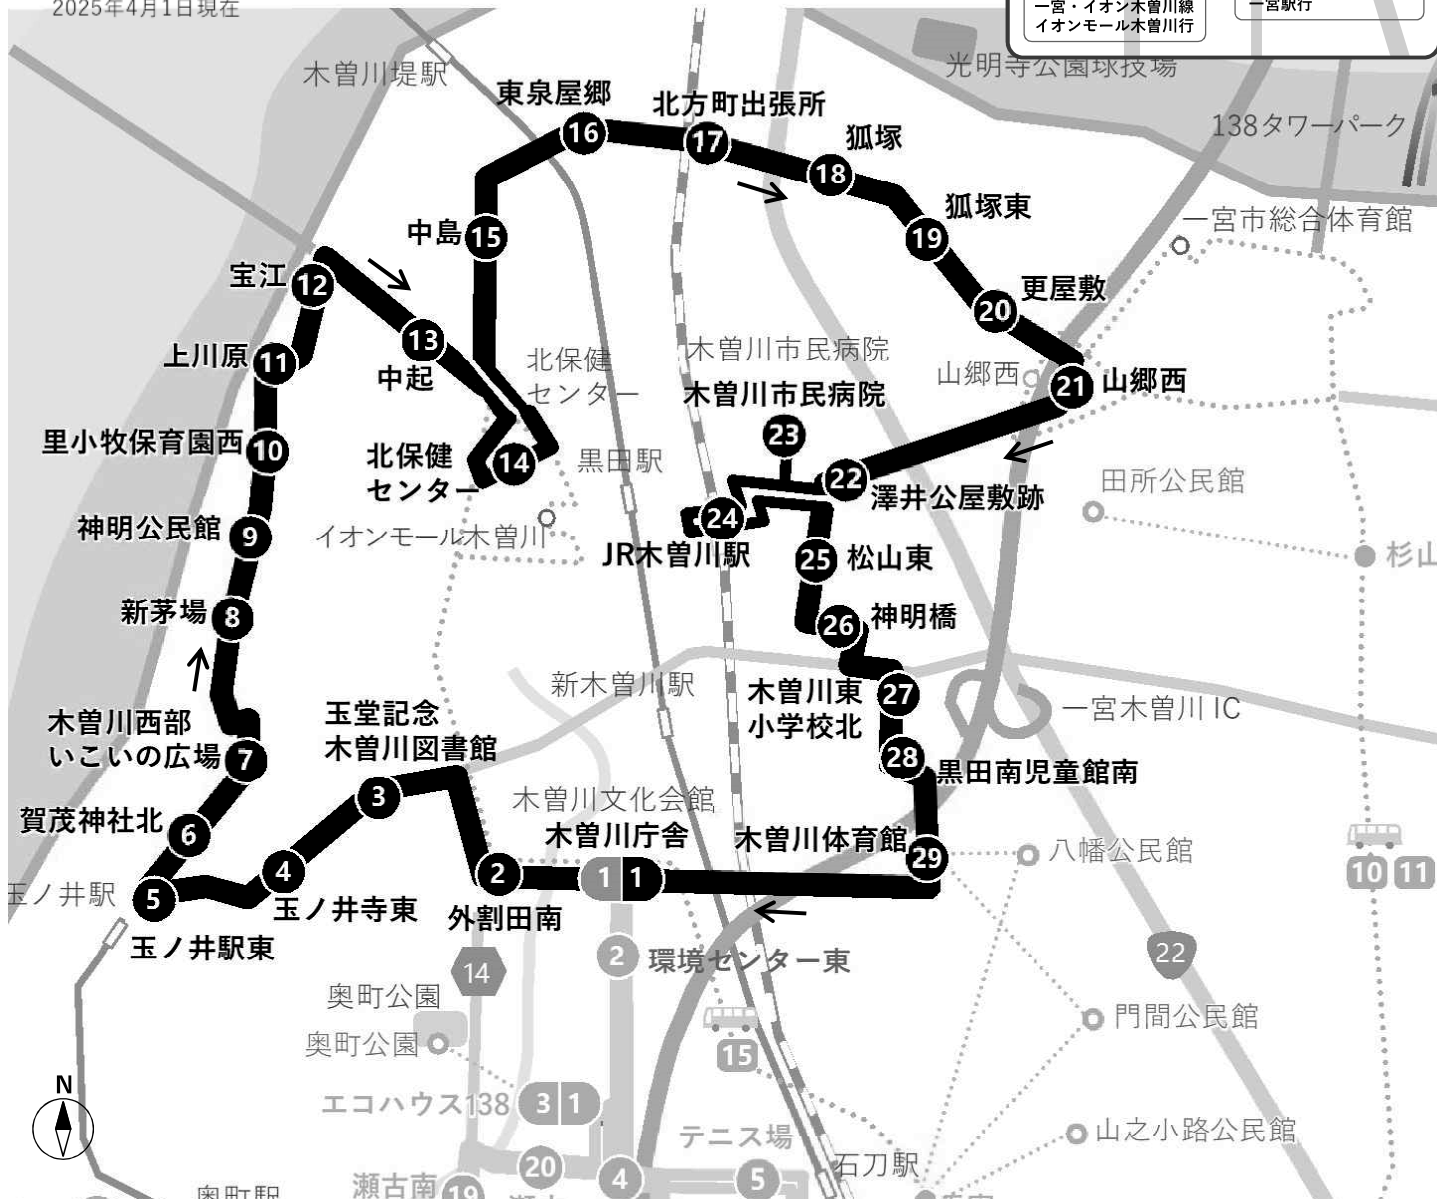 2025年4月1日現在
一宮・イオン木曽川線
イオンモール木曽川行
一宮駅行
光明寺公園球技場
木曽川堤駅
東泉屋郷
16
北方町出張所
17
138タワーパーク
狐塚
18
狐塚東
19
一宮市総合体育館
中島
15
宝江
12
更屋敷
20
13
中起
上川原
11
北保健
センター
木曽川市民病院
木曽川市民病院
23
山郷西
21
山郷西
里小牧保育園西
10
北保健
センター
14
黒田駅
22
澤井公屋敷跡
田所公民館
神明公民館
9
イオンモール木曽川
24
JR木曽川駅
25
松山東
杉山
新茅場
8
26
神明橋
木曽川西部
いこいの広場
7
玉堂記念
木曽川図書館
3
新木曽川駅
木曽川東
小学校北
27
一宮木曽川 IC
28
黒田南児童館南
賀茂神社北
6
木曽川文化会館
木曽川庁舎
1
1
木曽川体育館
29
八幡公民館
10
11
玉ノ井駅
5
玉ノ井駅東
4
玉ノ井寺東
2
外割田南
2
環境センター東
14
22
奥町公園
奥町公園
15
門間公民館
N
エコハウス138
3
1
テニス場
山之小路公民館
20
4
5
石刀駅
瀬古南
19
奥町駅